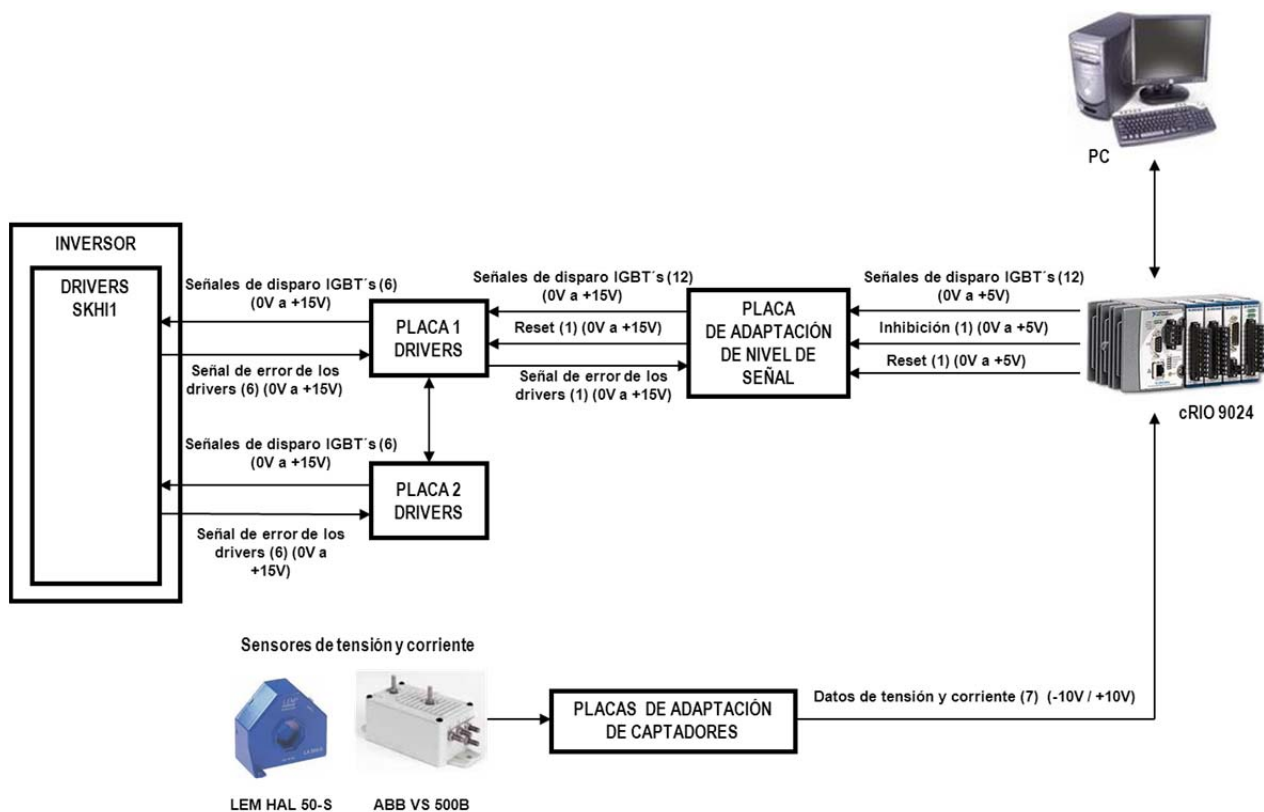 PC
INVERSOR
DRIVERS
SKHI1
Señales de disparo IGBT´s (6)
(0V a +15V)
Señal de error de los
drivers (6) (0V a +15V)
Señales de disparo IGBT´s (6)
(0V a +15V)
Señal de error de los
drivers (6) (0V a
+15V)
PLACA 1
DRIVERS
PLACA 2
DRIVERS
Señales de disparo IGBT´s (12)
(0V a +15V)
Reset (1) (0V a +15V)
Señal de error de los
drivers (1) (0V a +15V)
PLACA
DE ADAPTACIÓN
DE NIVEL DE
SEÑAL
Señales de disparo IGBT´s (12)
(0V a +5V)
Inhibición (1) (0V a +5V)
Reset (1) (0V a +5V)
cRIO 9024
Sensores de tensión y corriente
LEM HAL 50-S
ABB VS 500B
PLACAS DE ADAPTACIÓN
DE CAPTADORES
Datos de tensión y corriente (7) (-10V / +10V)